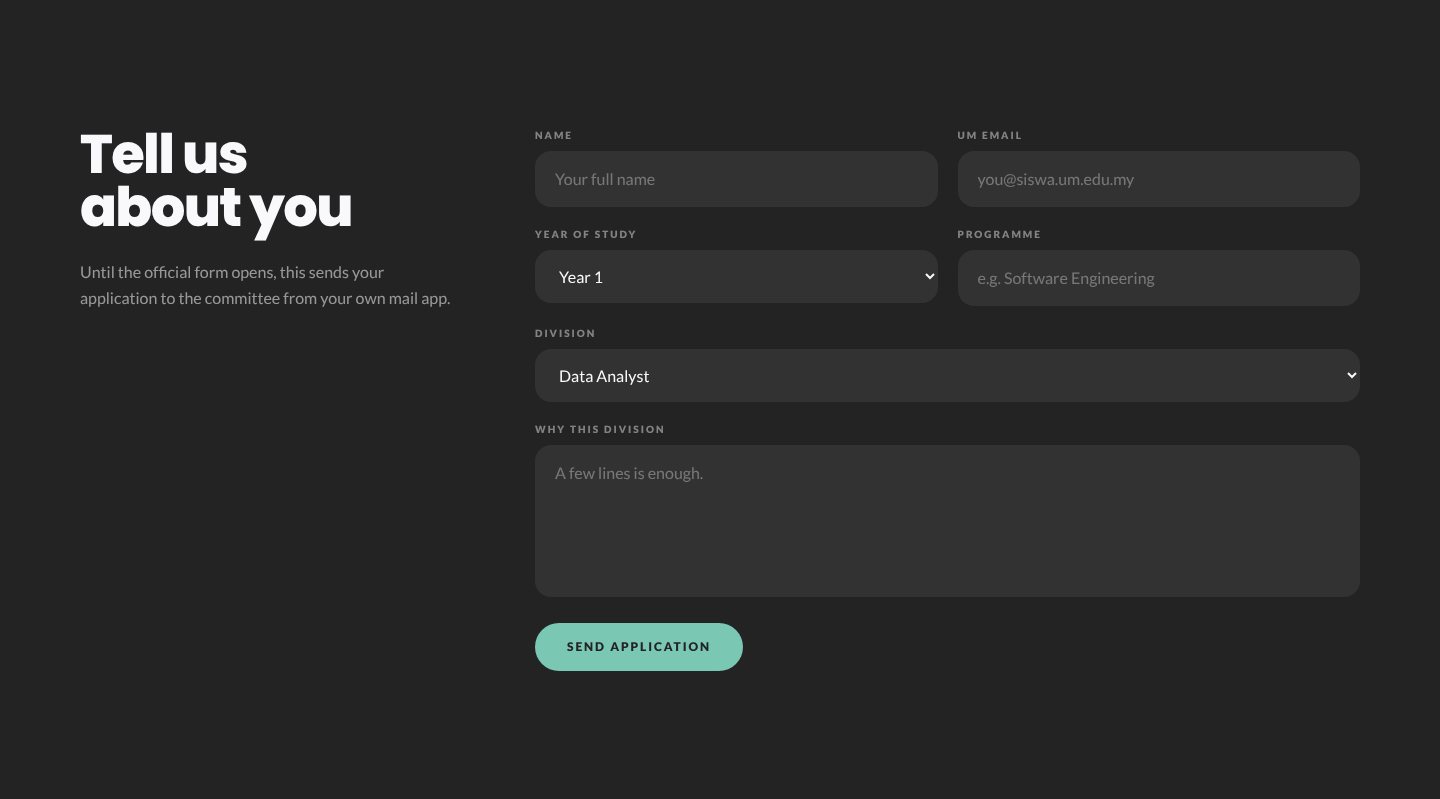 Tell us
about you
Until the official form opens, this sends your
application to the committee from your own mail app.
NAME
Your full name
UM EMAIL
you@siswa.um.edu.my
YEAR OF STUDY
Year 1
PROGRAMME
e.g. Software Engineering
DIVISION
Data Analyst
WHY THIS DIVISION
A few lines is enough.
SEND APPLICATION